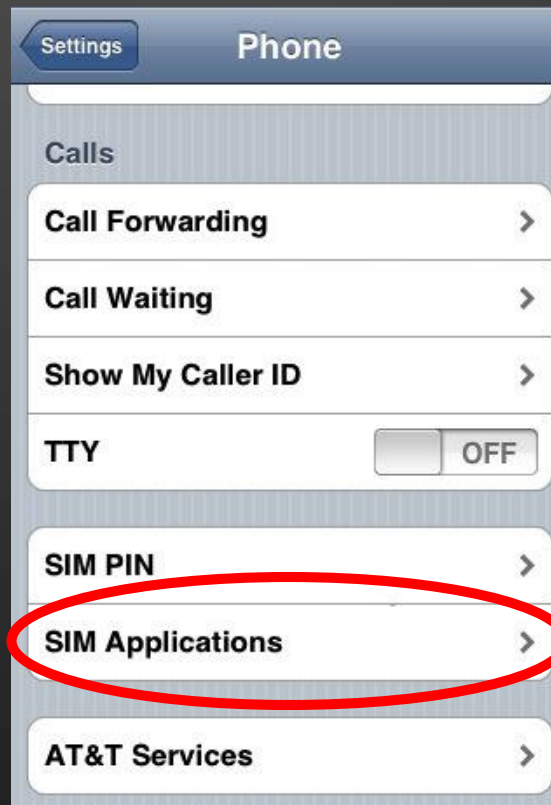 Settings
Phone
Calls
Call Forwarding
Call Waiting
Show My Caller ID
TTY
OFF
SIM PIN
SIM Applications
AT&T Services